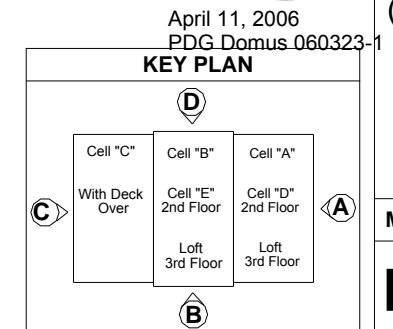 April 11, 2006
PDG Domus 060323-1
KEY PLAN
D
Cell "C"
Cell "B"
Cell "A"
With Deck
Over
Cell "E"
2nd Floor
Cell "D"
2nd Floor
C
A
Loft
3rd Floor
Loft
3rd Floor
B